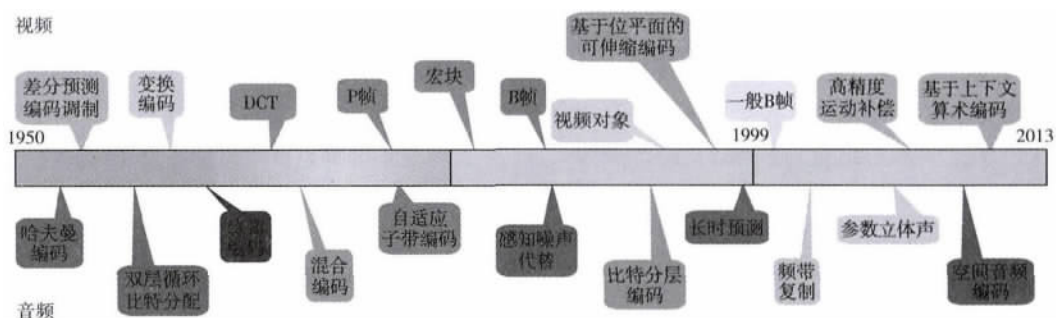 视频
差分预测
编码调制
变换
编码
DCT
P帧
宏块
B帧
视频对象
基于位平面的
可伸缩编码
一般B帧
高精度
运动补偿
基于上下文
算术编码
1950
1999
2013
哈夫曼
编码
双层循环
比特分配
编码
混合
编码
自适应
子带编码
感知噪声
代替
比特分层
编码
长时预测
频带
复制
参数立体声
空间音频
编码
音频